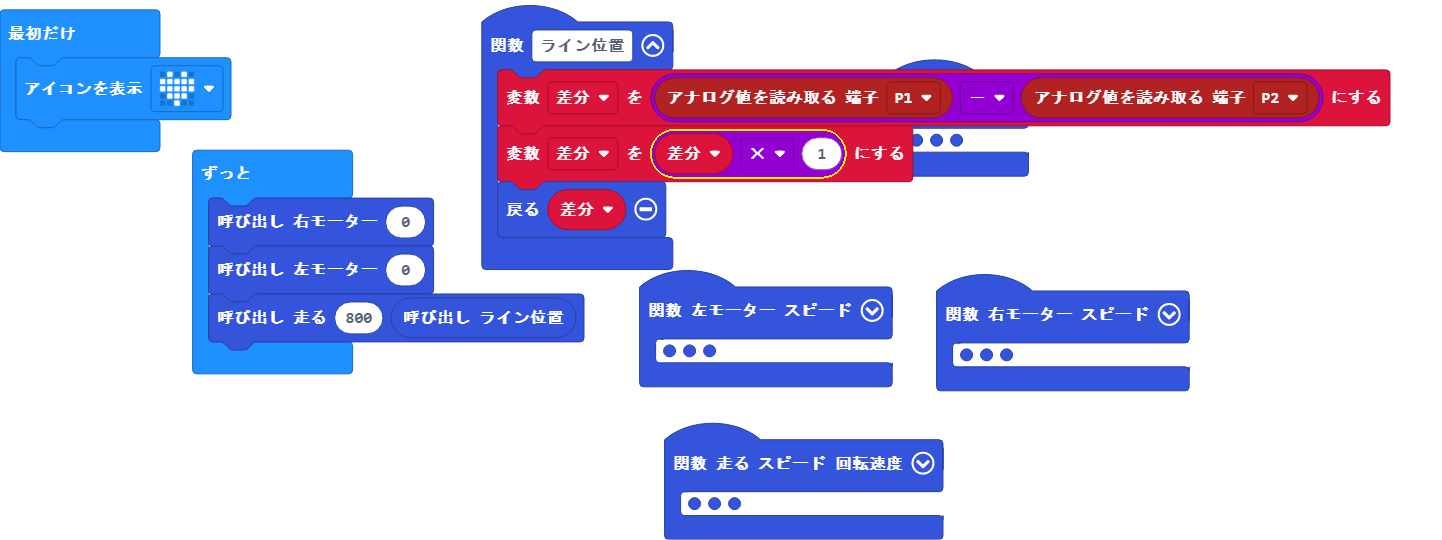 最初だけ
アイコンを表示
ずっと
呼び出し 右モーター 0
呼び出し 左モーター 0
呼び出し 走る 800 呼び出し ライン位置
関数 ライン位置
変数 差分 を アナログ値を読み取る 端子 P1 - アナログ値を読み取る 端子 P2 にする
変数 差分 を 差分 × 1 にする
戻る 差分
関数 左モーター スピード
関数 右モーター スピード
関数 走る スピード 回転速度